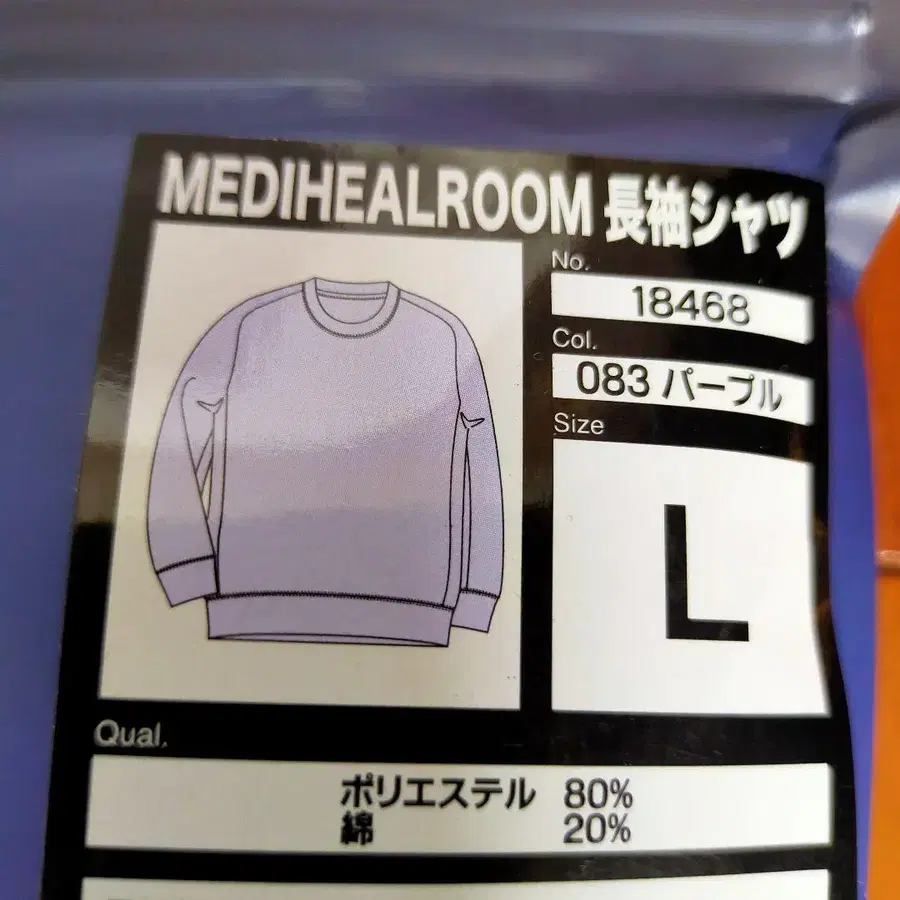 MEDIHEALROOM 長袖シャツ
No.
18468
Col.
083 パープル
Size
L
Qual.
ポリエステル 80%
綿 20%